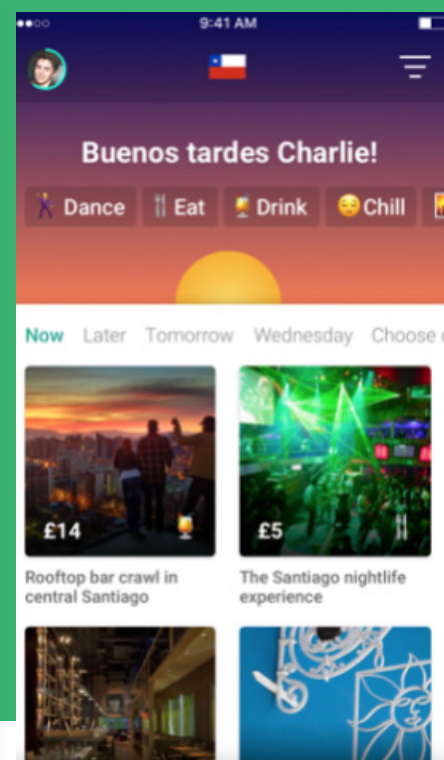 9:41 AM
Buenos tardes Charlie!
Dance Eat Drink Chill
Now Later Tomorrow Wednesday Choose
£14
£5
Rooftop bar crawl in
central Santiago
The Santiago nightlife
experience